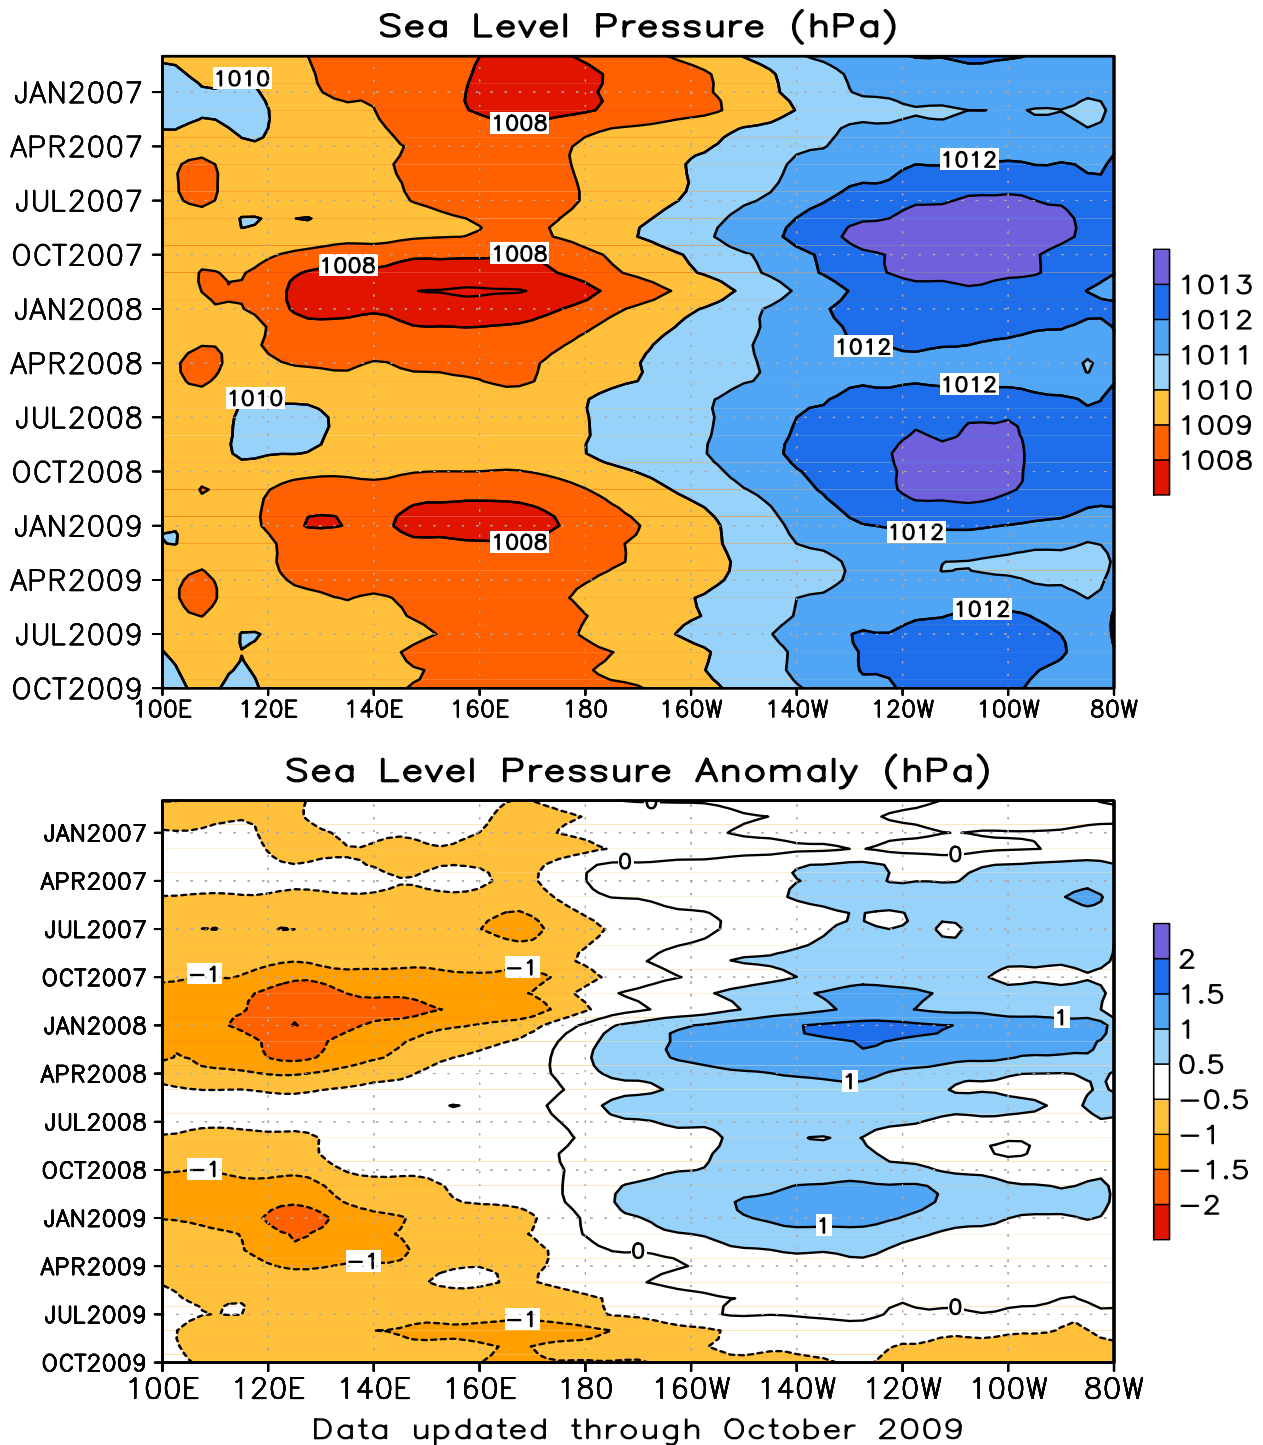 Sea Level Pressure (hPa)
JAN2007
APR2007
JUL2007
OCT2007
JAN2008
APR2008
JUL2008
OCT2008
JAN2009
APR2009
JUL2009
OCT2009
1010
1008
1012
1008
1008
1012
1012
1010
1012
1008
1012
100E 120E 140E 160E 180 160W 140W 120W 100W 80W
1013
1012
1011
1010
1009
1008
Sea Level Pressure Anomaly (hPa)
JAN2007
APR2007
JUL2007
OCT2007
JAN2008
APR2008
JUL2008
OCT2008
JAN2009
APR2009
JUL2009
OCT2009
0
0
0
-1
-1
1
1
-1
1
0
-1
0
-1
100E 120E 140E 160E 180 160W 140W 120W 100W 80W
2
1.5
1
0.5
-0.5
-1
-1.5
-2
Data updated through October 2009